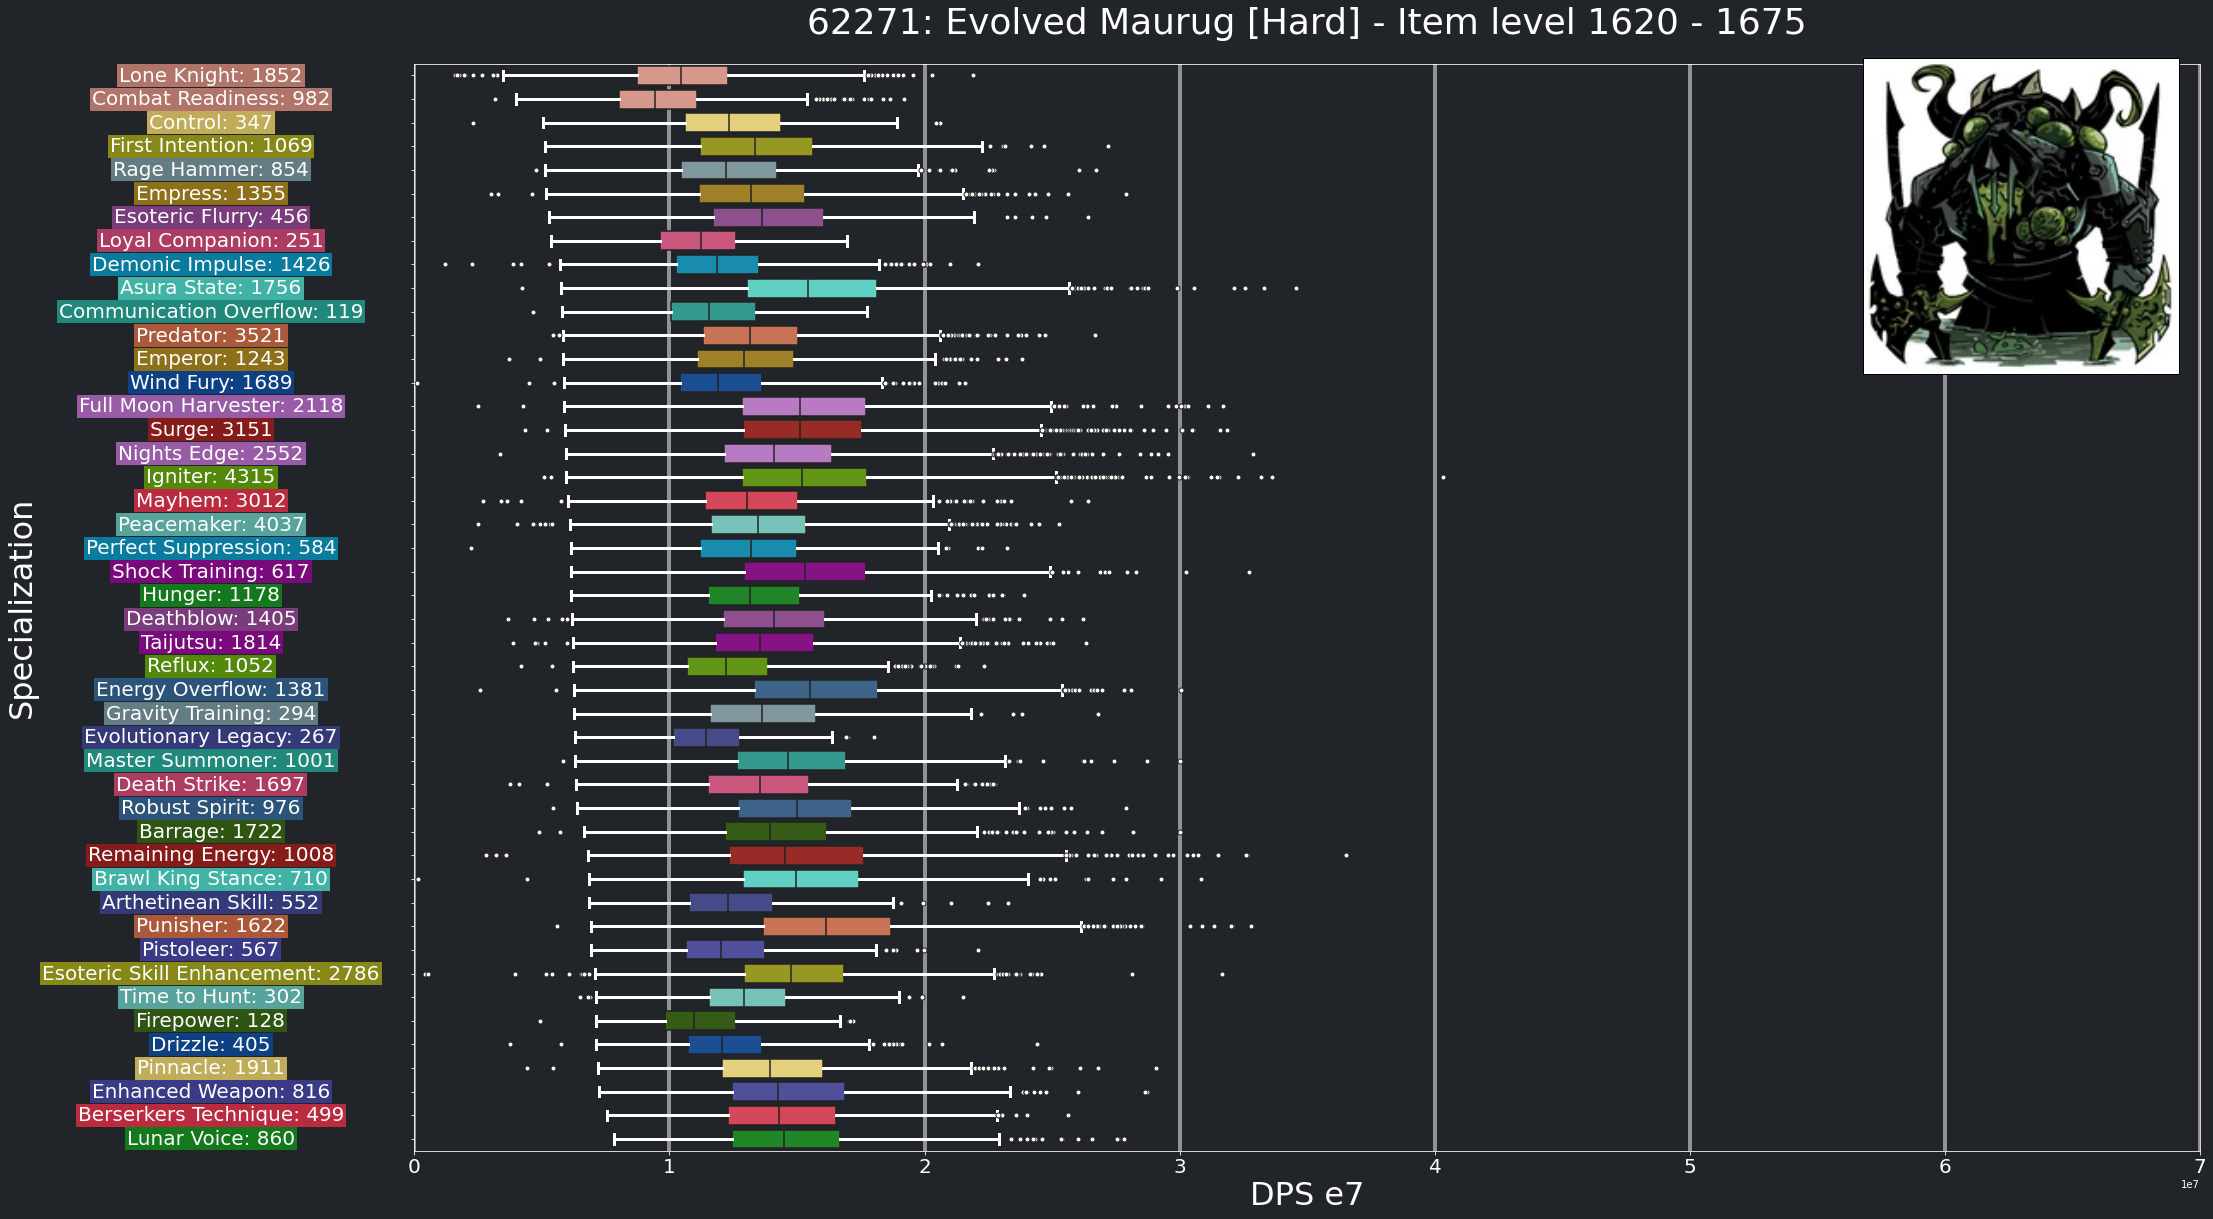 62271: Evolved Maurug [Hard] - Item level 1620 - 1675
Specialization
Lone Knight: 1852
Combat Readiness: 982
Control: 347
First Intention: 1069
Rage Hammer: 854
Empress: 1355
Esoteric Flurry: 456
Loyal Companion: 251
Demonic Impulse: 1426
Asura State: 1756
Communication Overflow: 119
Predator: 3521
Emperor: 1243
Wind Fury: 1689
Full Moon Harvester: 2118
Surge: 3151
Nights Edge: 2552
Igniter: 4315
Mayhem: 3012
Peacemaker: 4037
Perfect Suppression: 584
Shock Training: 617
Hunger: 1178
Deathblow: 1405
Taijutsu: 1814
Reflux: 1052
Energy Overflow: 1381
Gravity Training: 294
Evolutionary Legacy: 267
Master Summoner: 1001
Death Strike: 1697
Robust Spirit: 976
Barrage: 1722
Remaining Energy: 1008
Brawl King Stance: 710
Arthetinean Skill: 552
Punisher: 1622
Pistoleer: 567
Esoteric Skill Enhancement: 2786
Time to Hunt: 302
Firepower: 128
Drizzle: 405
Pinnacle: 1911
Enhanced Weapon: 816
Berserkers Technique: 499
Lunar Voice: 860
0 1 2 3 4 5 6 7
1e7
DPS e7